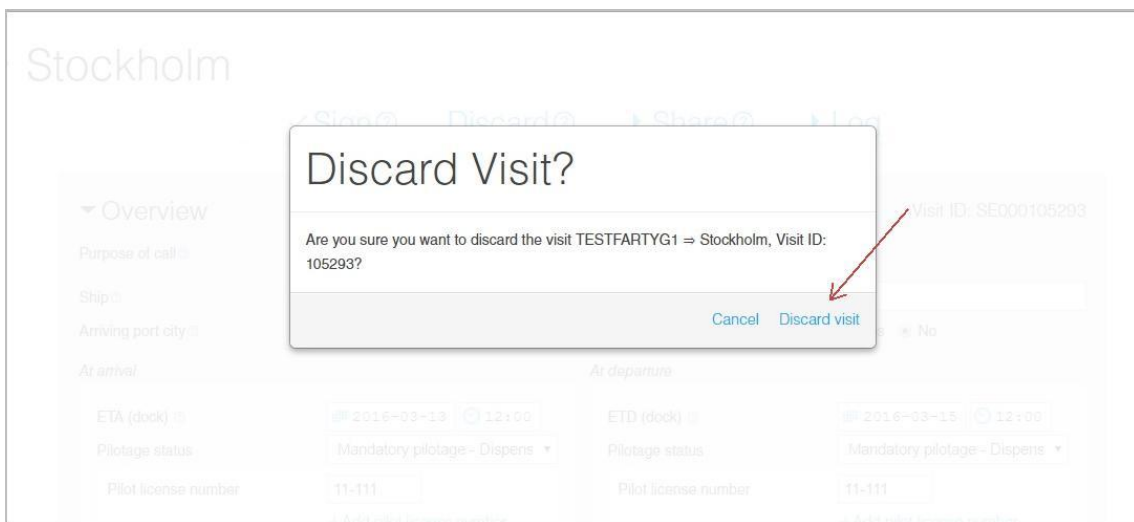 Stockholm
Sign Discard Share Log
Discard Visit?
Overview
Visit ID: SE000105293
Are you sure you want to discard the visit TESTFARTYG1 ⇒ Stockholm, Visit ID:
105293?
Purpose of call
Ship
Cancel Discard visit
Arriving port city
No
At arrival At departure
ETA (dock) 2016-03-13 12:00 ETD (dock) 2016-03-15 12:00
Pilotage status Mandatory pilotage - Dispens Pilotage status Mandatory pilotage - Dispens
Pilot license number 11-111 Pilot license number 11-111